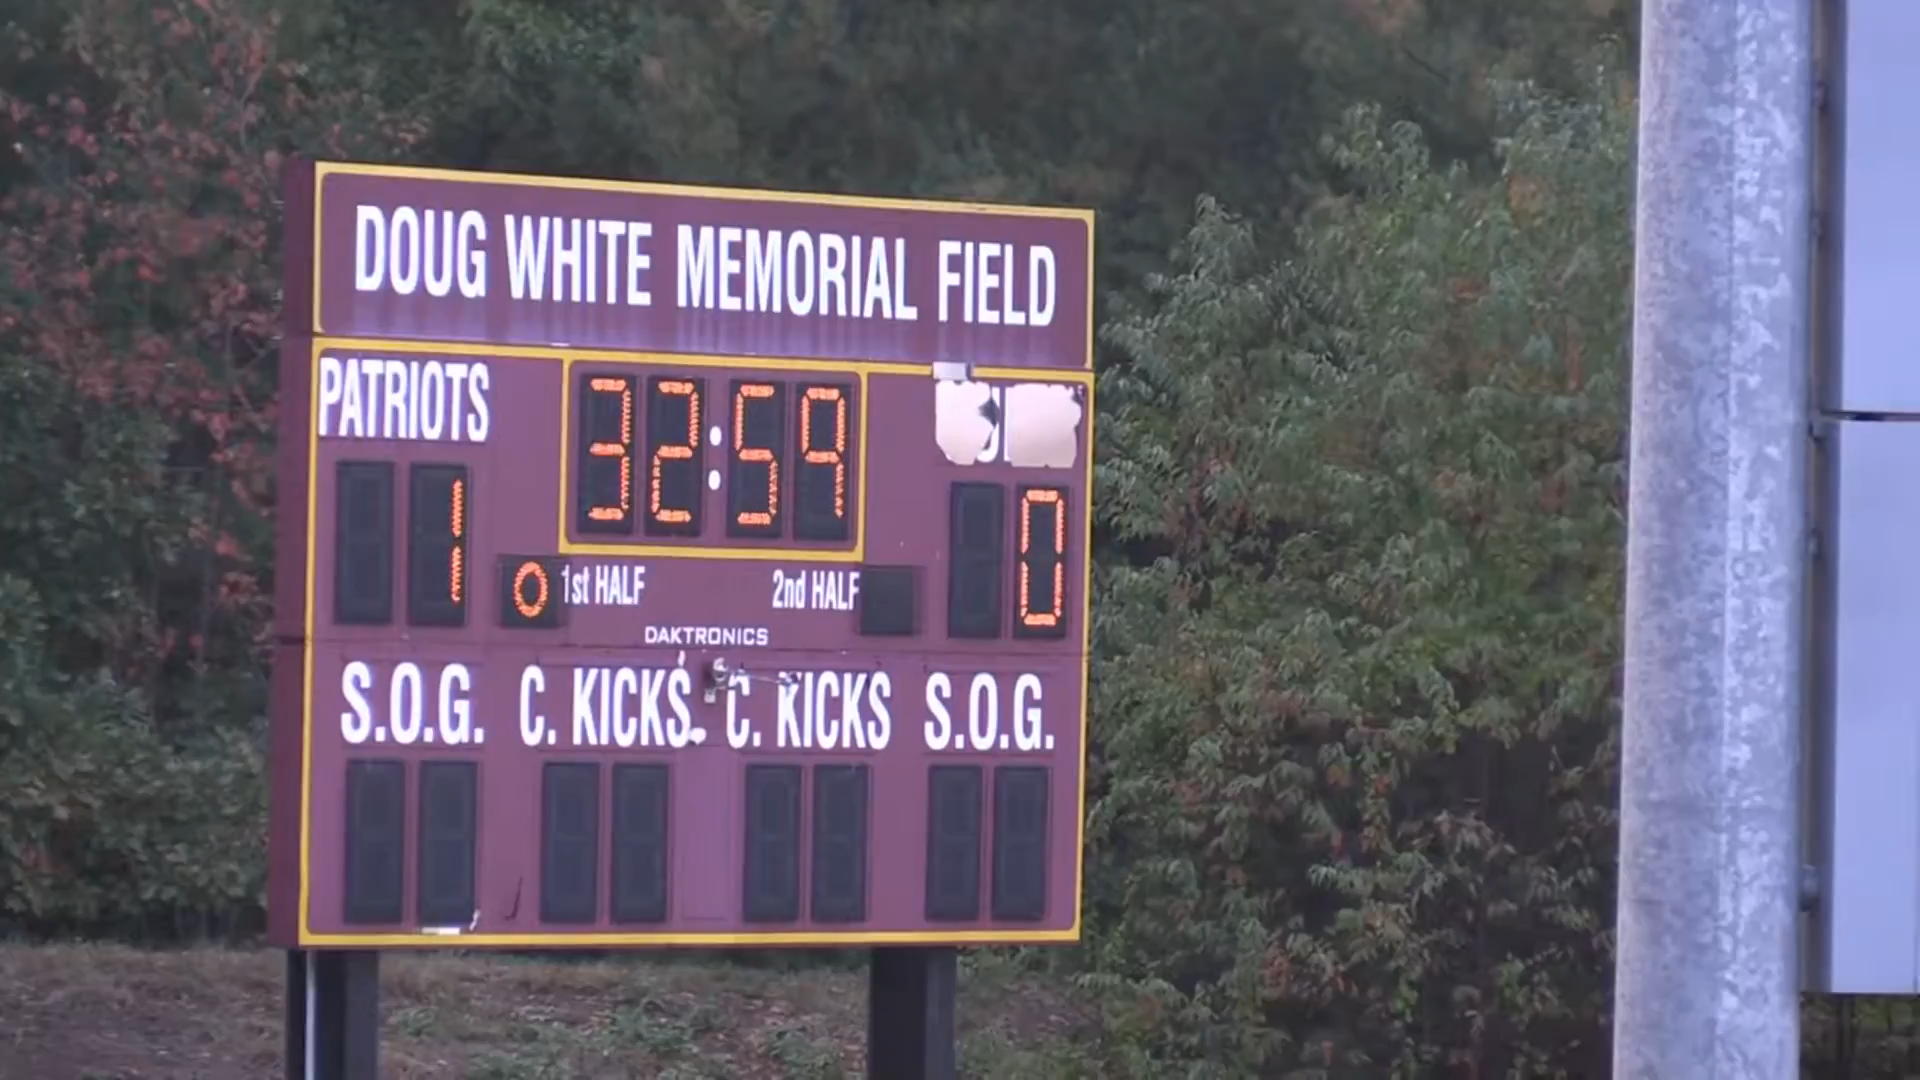 DOUG WHITE MEMORIAL FIELD
PATRIOTS
32:59
1
0
0
1st HALF
2nd HALF
DAKTRONICS
S.O.G. C. KICKS C. KICKS S.O.G.